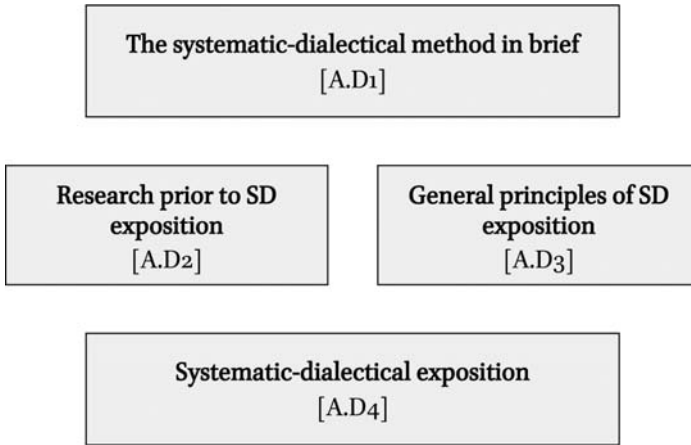 The systematic-dialectical method in brief
[A.D1]
Research prior to SD
exposition
[A.D2]
General principles of SD
exposition
[A.D3]
Systematic-dialectical exposition
[A.D4]